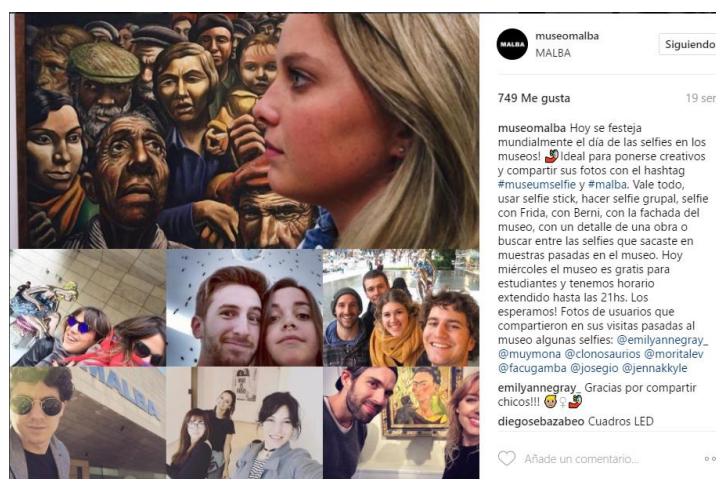 MALBA
MALBA
museomalba
MALBA
Siguiendo
749 Me gusta
19 sem
museomalba Hoy se festeja
mundialmente el día de las selfies en los
museos! Ideal para ponerse creativos
y compartir sus fotos con el hashtag
#museumselfie y #malba. Vale todo,
usar selfie stick, hacer selfie grupal, selfie
con Frida, con Berni, con la fachada del
museo, con un detalle de una obra o
buscar entre las selfies que sacaste en
muestras pasadas en el museo. Hoy
miércoles el museo es gratis para
estudiantes y tenemos horario
extendido hasta las 21hs. Los
esperamos! Fotos de usuarios que
compartieron en sus visitas pasadas al
museo algunas selfies: @emilyannegray_
@muymona @clonosaurios @moritalev
@facugamba @josegio @jennakkyle
emilyannegray_ Gracias por compartir
chicos!!!
diegosebazabeo Cuadros LED
Añade un comentario...